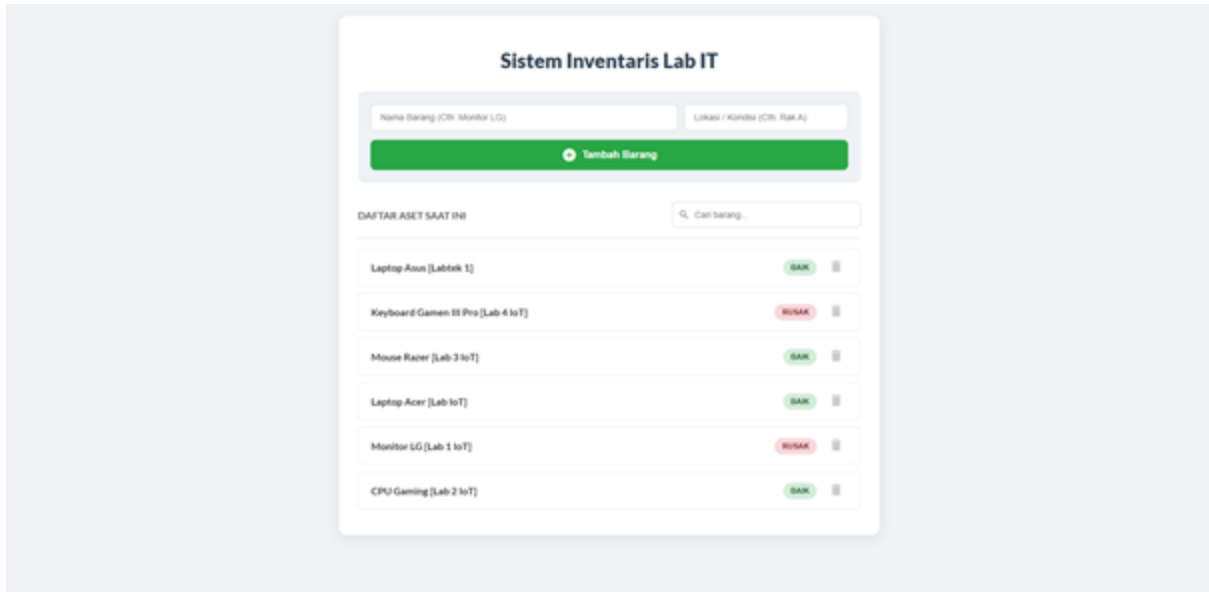 Sistem Inventaris Lab IT
Nama Barang (Cth: Monitor LG) Lokasi / Kondisi (Cth: Rak A)
Tambah Barang
DAFTAR ASET SAAT INI Cari barang...
Laptop Asus [Labtek 1] BAIK
Keyboard Gamen III Pro [Lab 4 IoT] RUSAK
Mouse Razer [Lab 3 IoT] BAIK
Laptop Acer [Lab IoT] BAIK
Monitor LG [Lab 1 IoT] RUSAK
CPU Gaming [Lab 2 IoT] BAIK